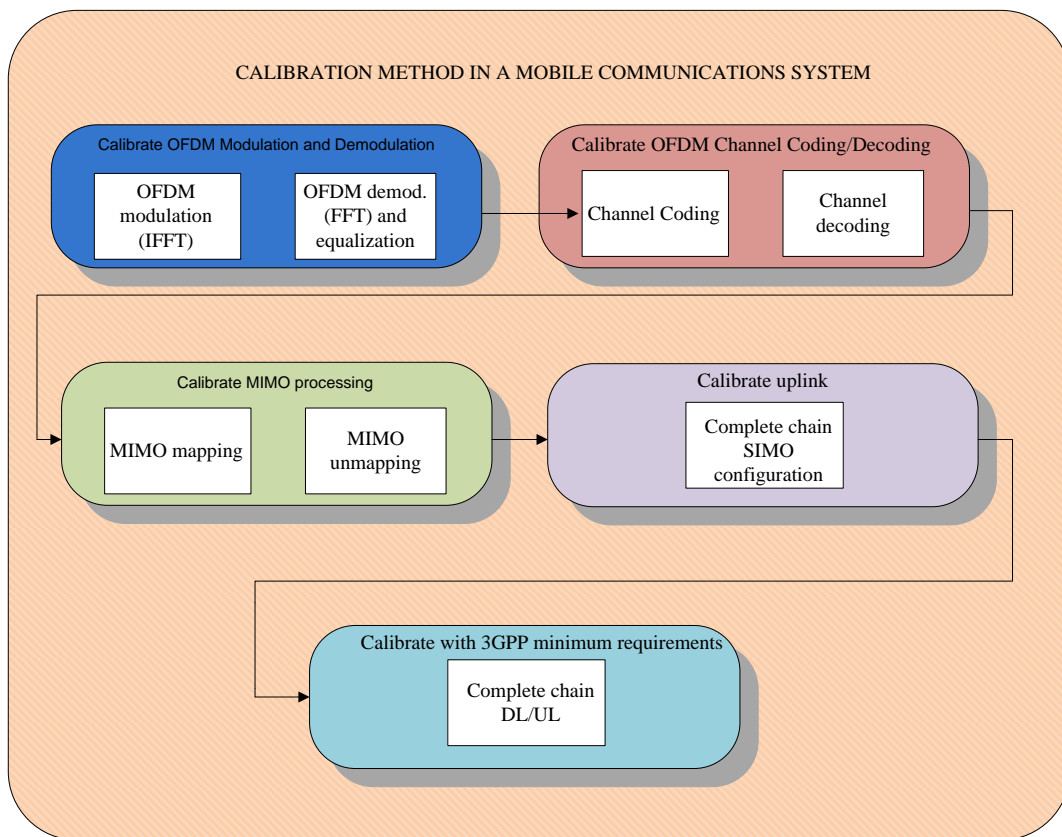 CALIBRATION METHOD IN A MOBILE COMMUNICATIONS SYSTEM
Calibrate OFDM Modulation and Demodulation
OFDM
modulation
(IFFT)
OFDM demod.
(FFT) and
equalization
Calibrate OFDM Channel Coding/Decoding
Channel Coding
Channel
decoding
Calibrate MIMO processing
MIMO mapping
MIMO
unmapping
Calibrate uplink
Complete chain
SIMO
configuration
Calibrate with 3GPP minimum requirements
Complete chain
DL/UL